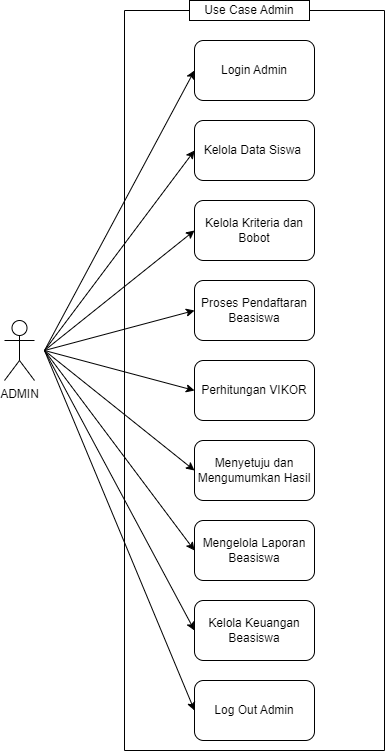 Use Case Admin
Login Admin
Kelola Data Siswa
Kelola Kriteria dan
Bobot
Proses Pendaftaran
Beasiswa
ADMIN
Perhitungan VIKOR
Menyetuju dan
Mengumumkan Hasil
Mengelola Laporan
Beasiswa
Kelola Keuangan
Beasiswa
Log Out Admin